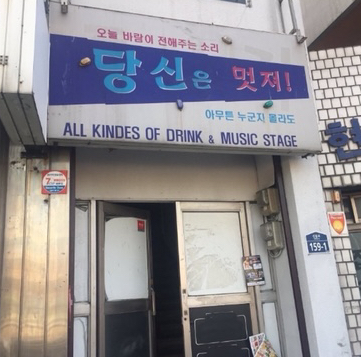 오늘 바람이 전해주는 소리
당신은 멋져!
아무튼 누군지 몰라도
ALL KINDES OF DRINK & MUSIC STAGE
159-1